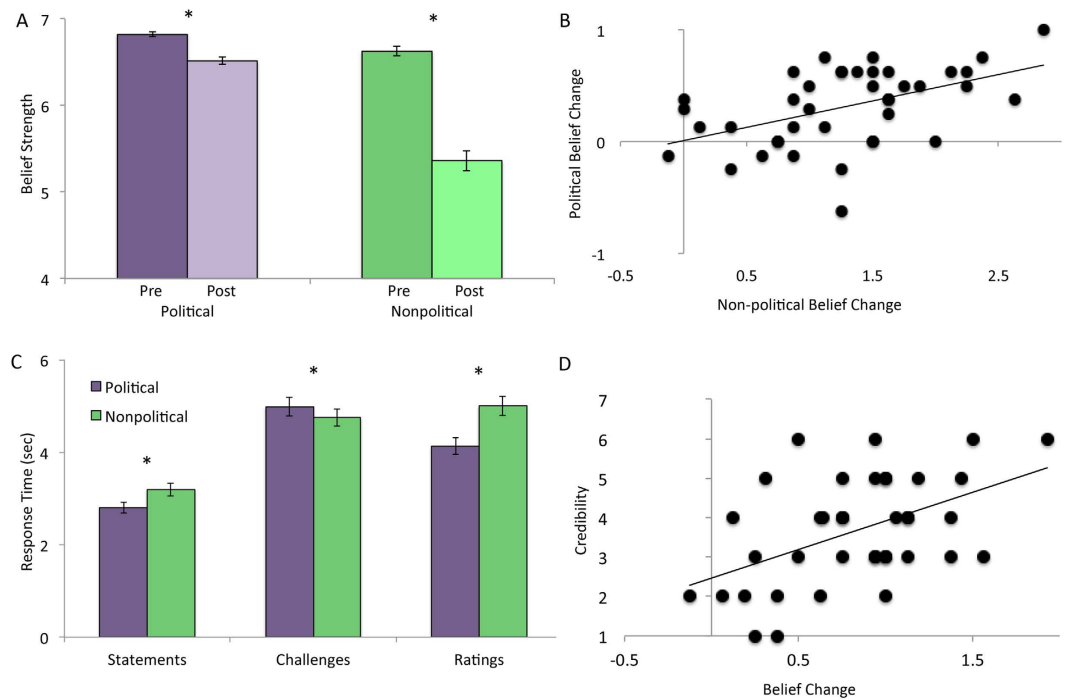 A
*
*
7
6
5
4
Belief Strength
Pre
Post
Pre
Post
Political
Nonpolitical
B
1
0
-1
Political Belief Change
-0.5
0.5
1.5
2.5
Non-political Belief Change
C
6
4
2
0
Response Time (sec)
Political
Nonpolitical
*
*
*
Statements
Challenges
Ratings
D
7
6
5
4
3
2
1
Credibility
-0.5
0.5
1.5
Belief Change